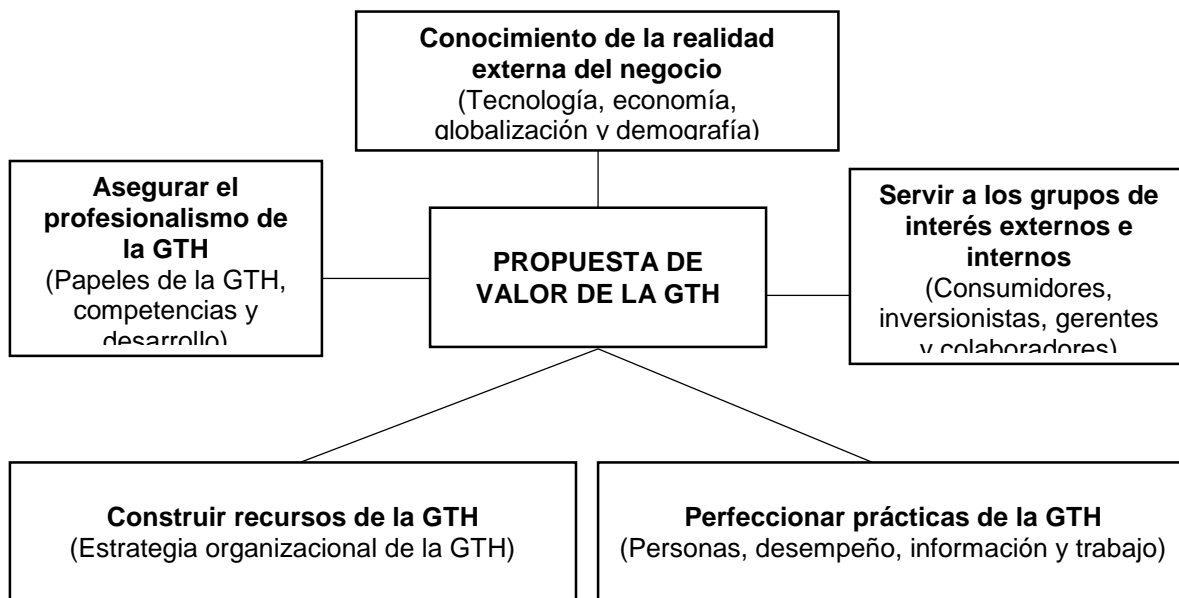 Conocimiento de la realidad
externa del negocio
(Tecnología, economía,
globalización y demografía)
Asegurar el
profesionalismo de
la GTH
(Papeles de la GTH,
competencias y
desarrollo)
PROPUESTA DE
VALOR DE LA GTH
Servir a los grupos de
interés externos e
internos
(Consumidores,
inversionistas, gerentes
y colaboradores)
Construir recursos de la GTH
(Estrategia organizacional de la GTH)
Perfeccionar prácticas de la GTH
(Personas, desempeño, información y trabajo)